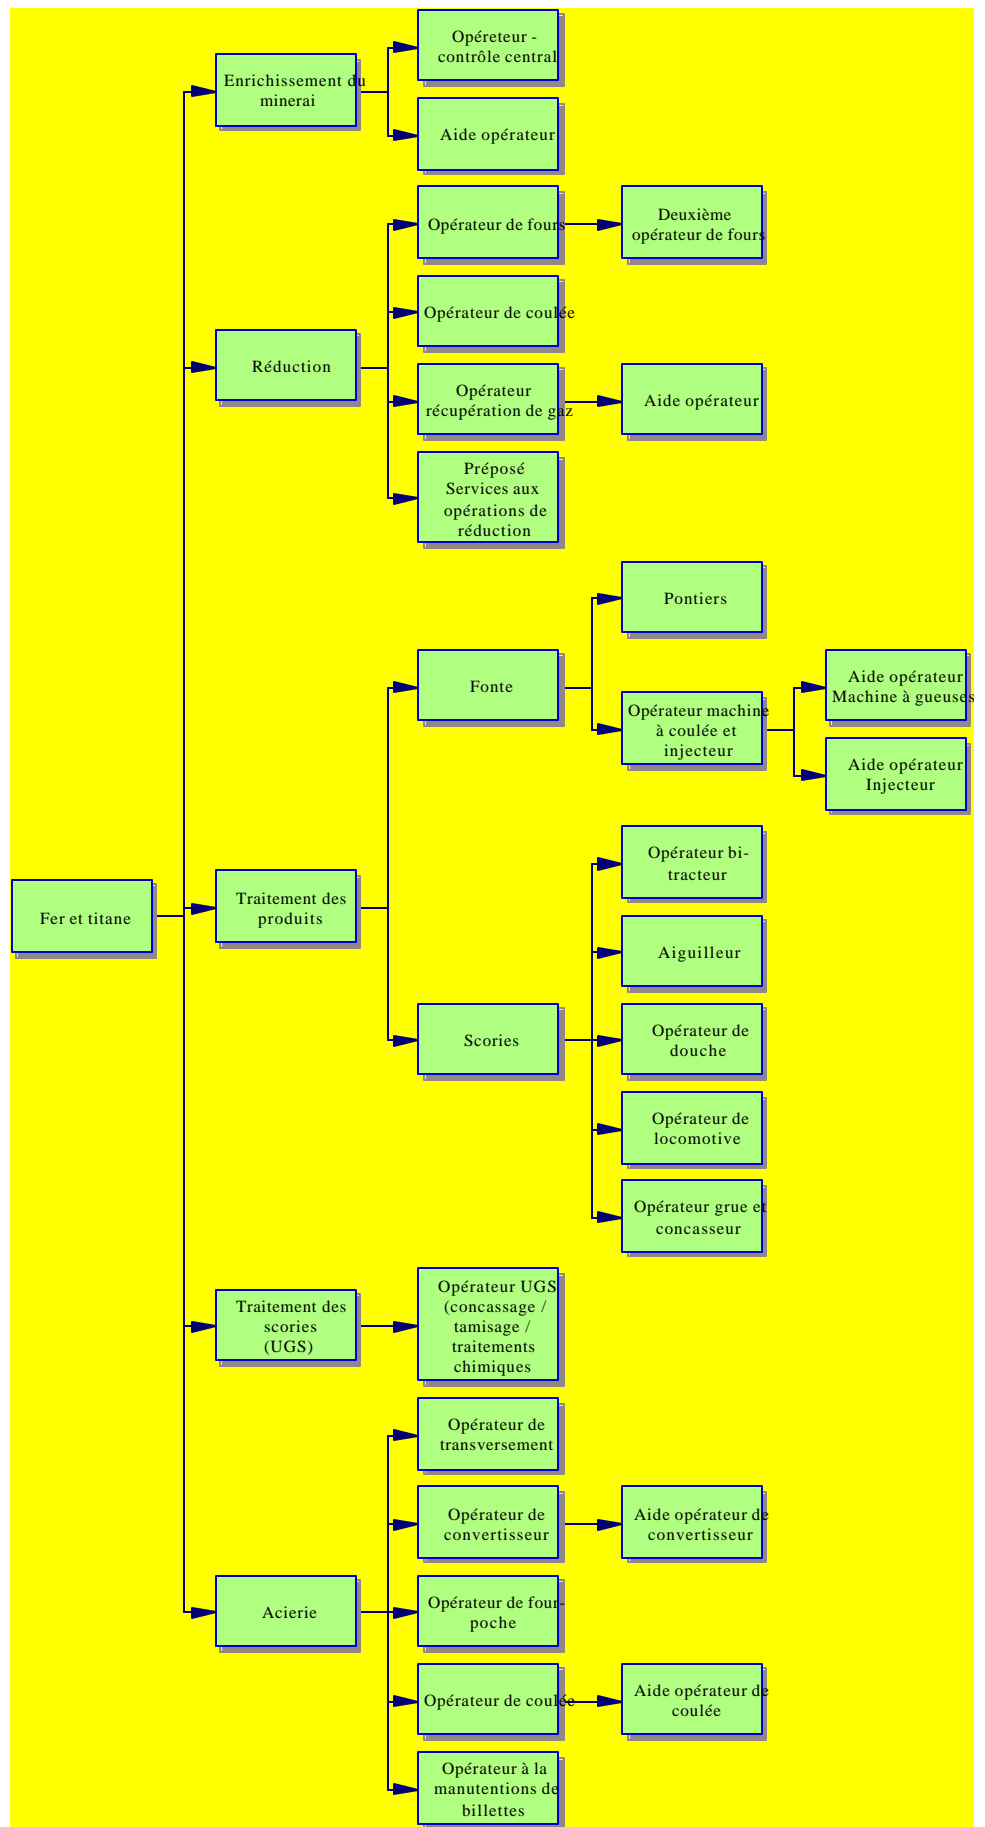 Opéreteur -
contrôle central
Enrichissement du
minerai
Aide opérateur
Opérateur de fours
Deuxième
opérateur de fours
Opérateur de coulée
Réduction
Opérateur
récupération de gaz
Aide opérateur
Préposé
Services aux
opérations de
réduction
Pontiers
Fonte
Aide opérateur
Machine à gueuses
Opérateur machine
à coulée et
injecteur
Aide opérateur
Injecteur
Opérateur bi-
tracteur
Fer et titane
Traitement des
produits
Aiguilleur
Scories
Opérateur de
douche
Opérateur de
locomotive
Opérateur grue et
concasseur
Traitement des
scories
(UGS)
Opérateur UGS
(concassage /
tamisage /
traitements
chimiques
Opérateur de
transversement
Opérateur de
convertisseur
Aide opérateur de
convertisseur
Acierie
Opérateur de four-
poche
Opérateur de coulée
Aide opérateur de
coulée
Opérateur à la
manutentions de
billettes